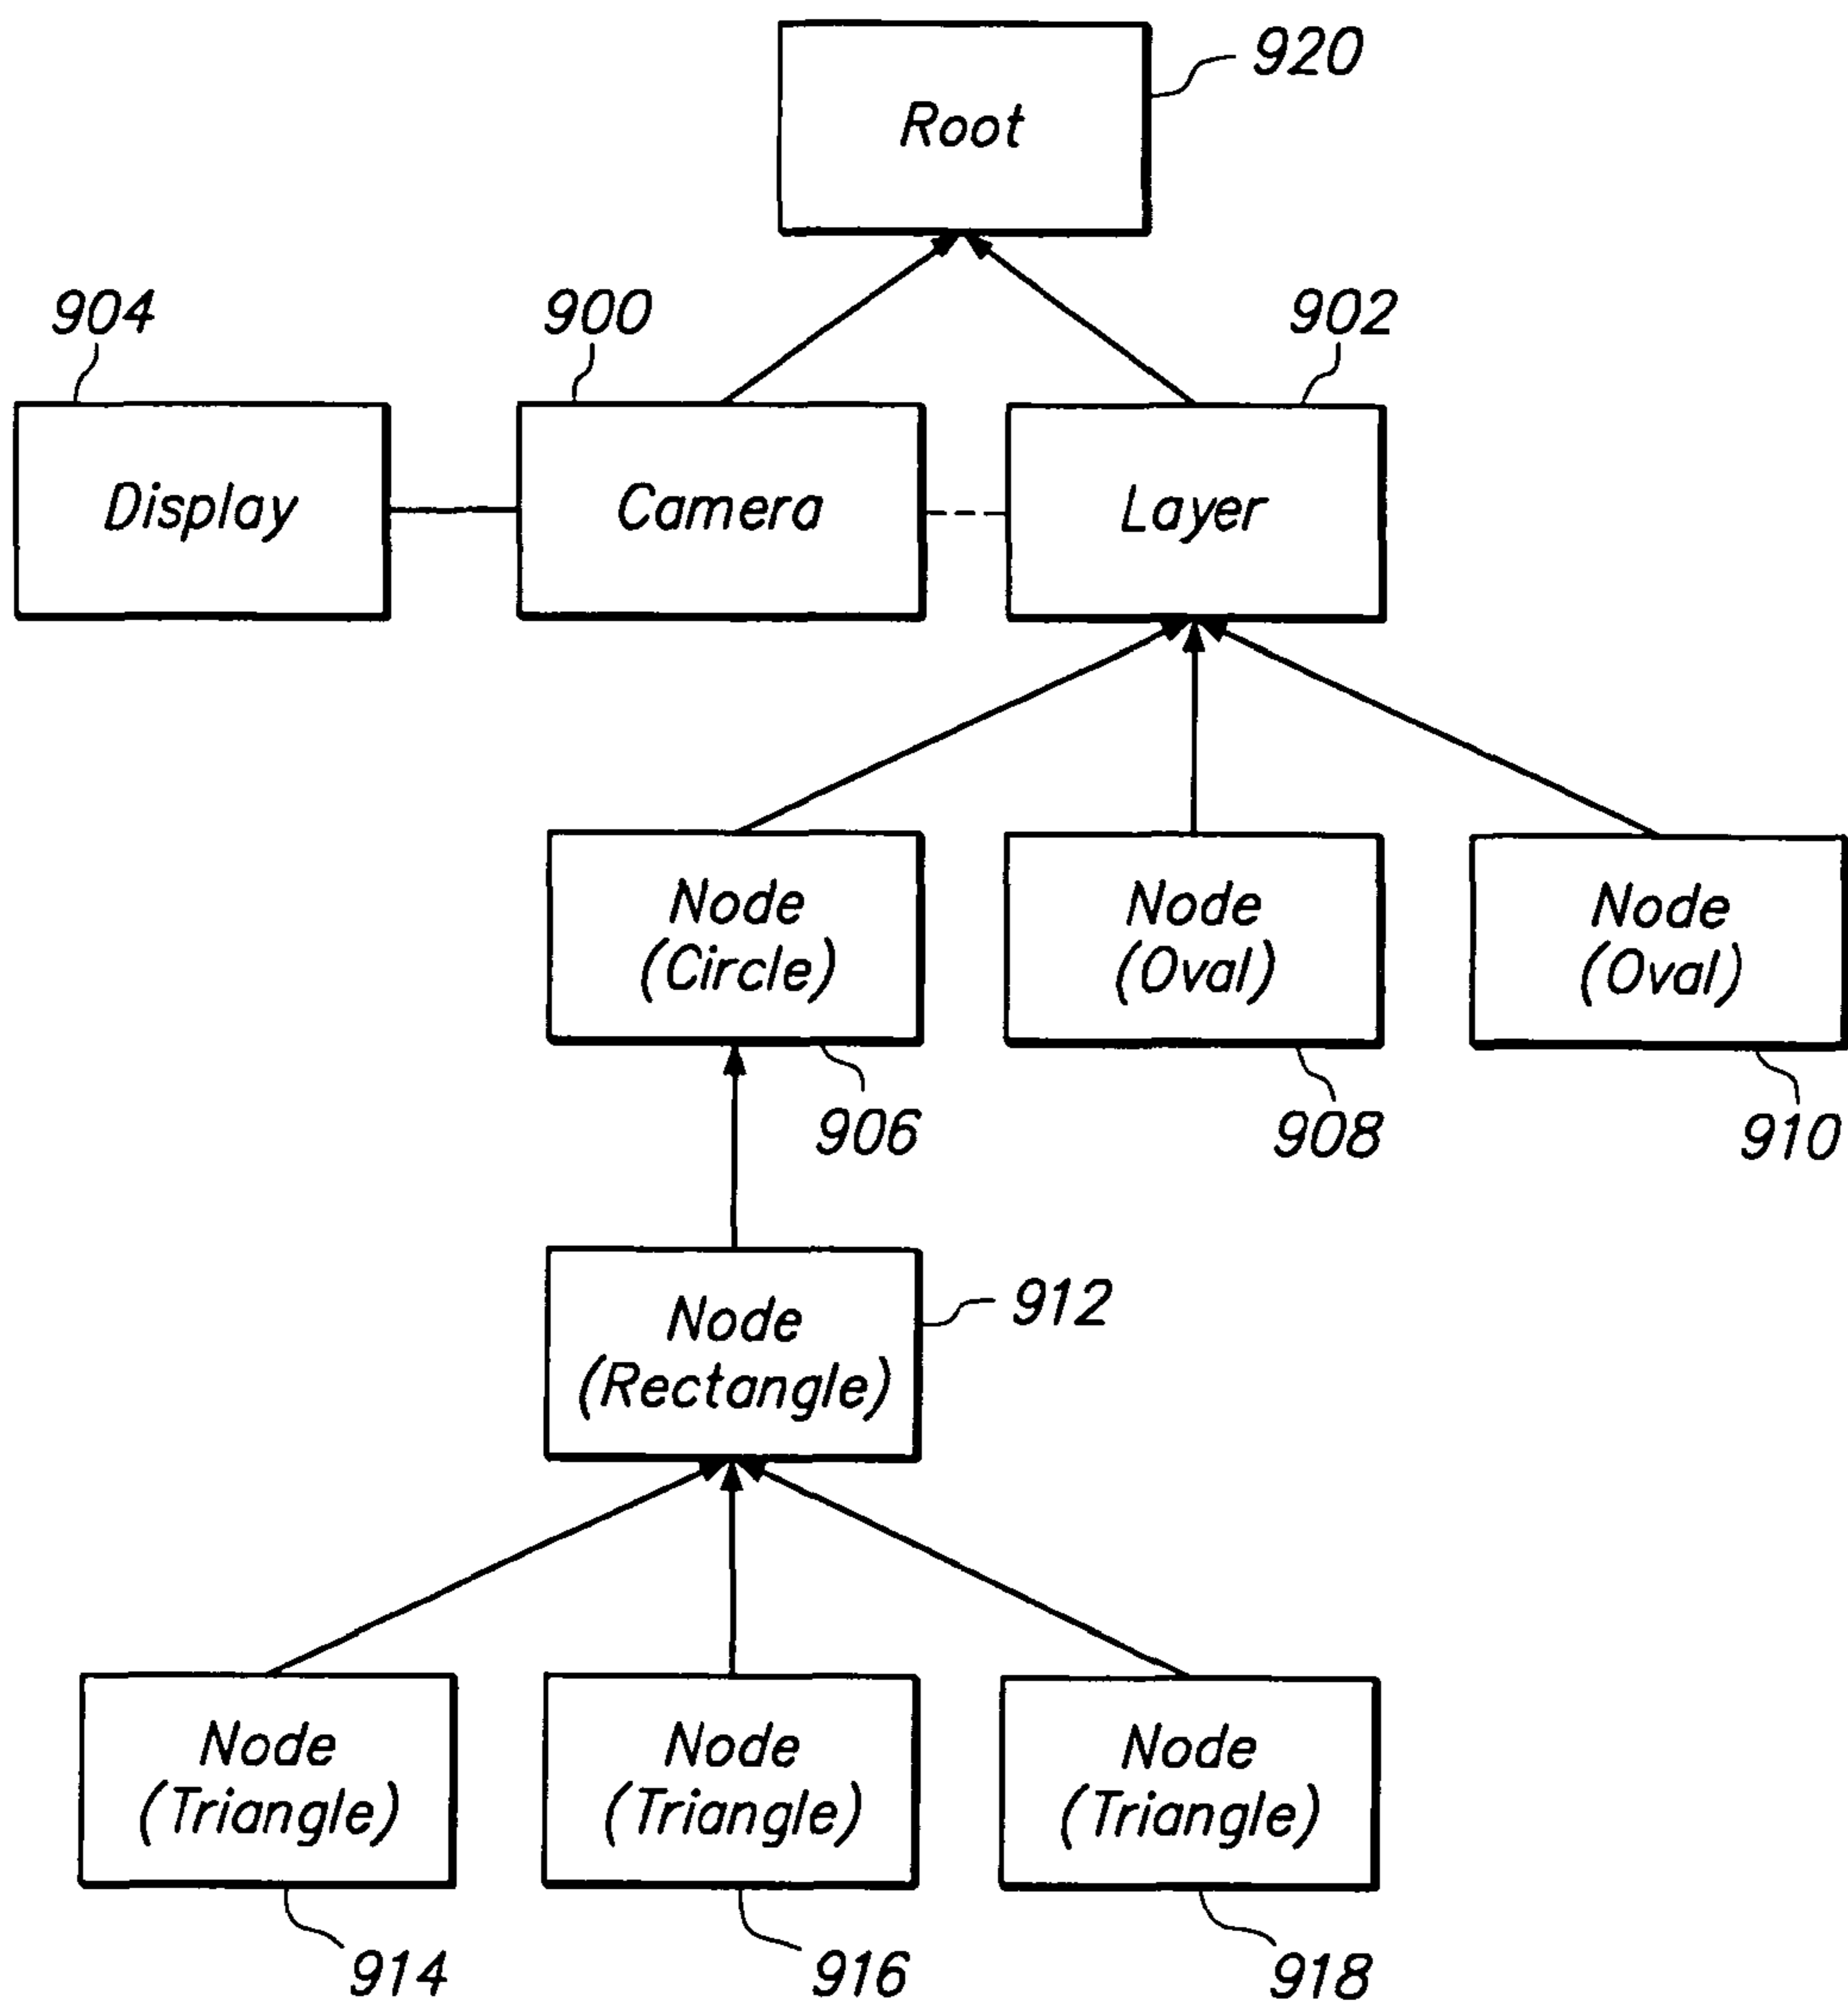 920
Root
904
900
902
Display
Camera
Layer
Node
(Circle)
Node
(Oval)
Node
(Oval)
906
908
910
Node
(Rectangle)
912
Node
(Triangle)
Node
(Triangle)
Node
(Triangle)
914
916
918